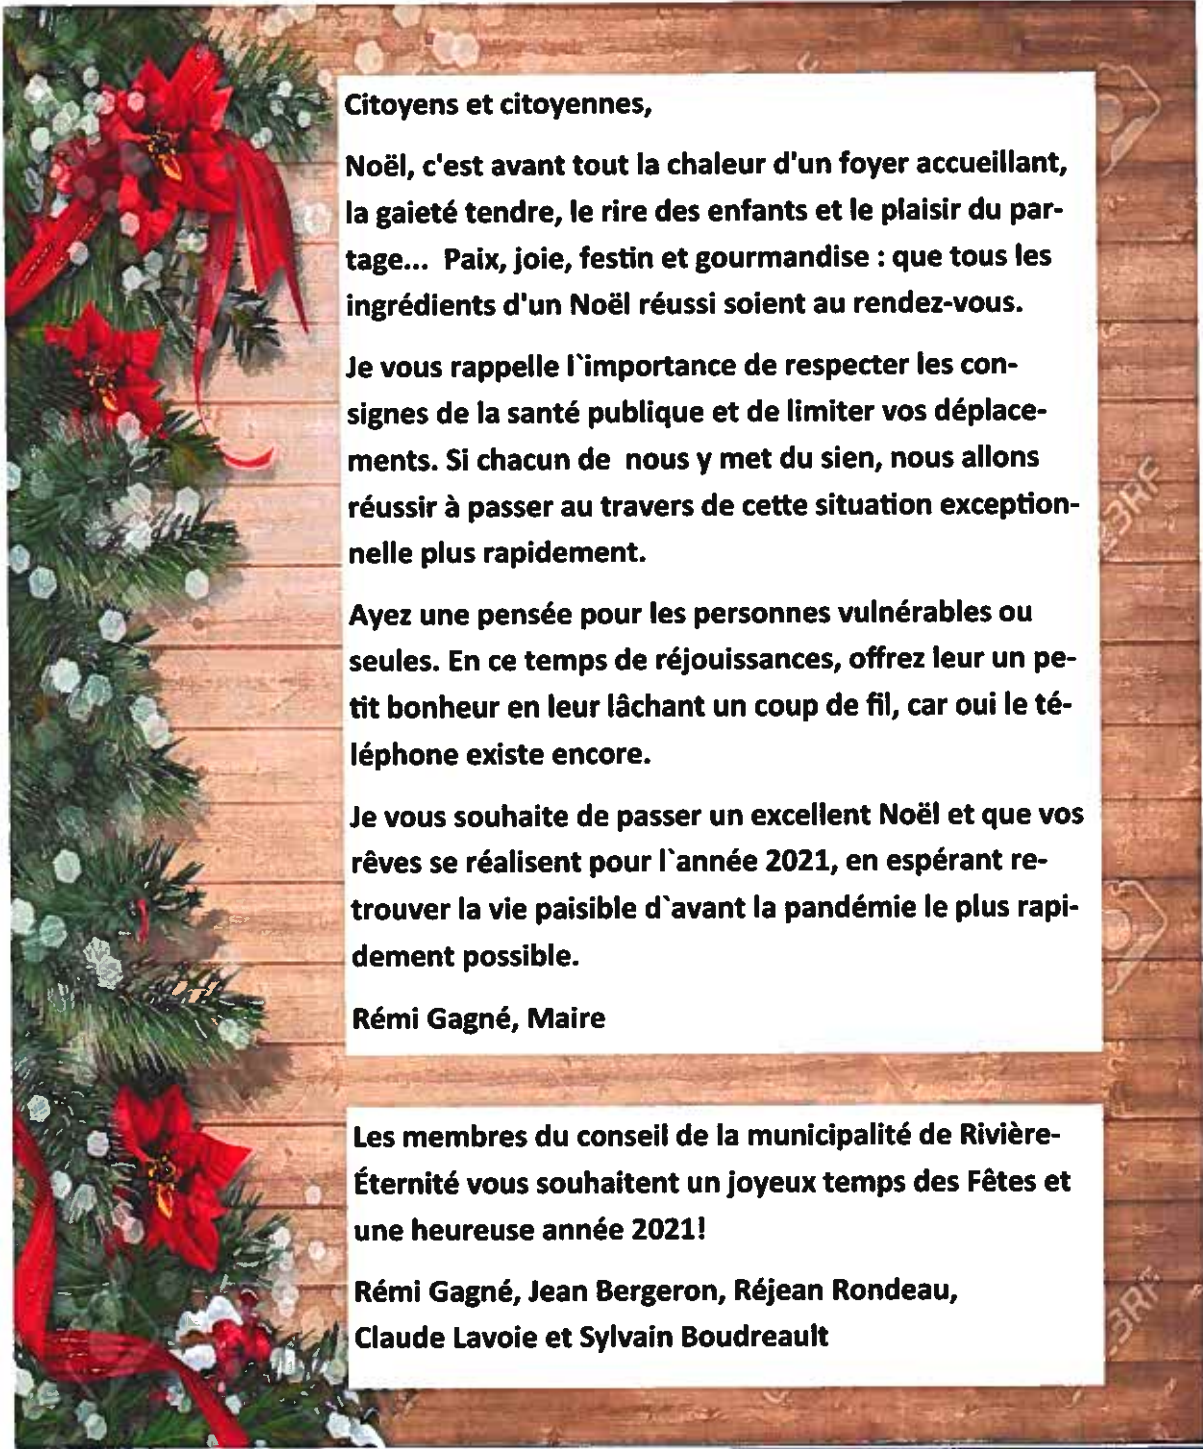 Citoyens et citoyennes,
Noël, c'est avant tout la chaleur d'un foyer accueillant,
la gaieté tendre, le rire des enfants et le plaisir du par-
tage...  Paix, joie, festin et gourmandise : que tous les
ingrédients d'un Noël réussi soient au rendez-vous.
Je vous rappelle l`importance de respecter les con-
signes de la santé publique et de limiter vos déplace-
ments. Si chacun de  nous y met du sien, nous allons
réussir à passer au travers de cette situation exception-
nelle plus rapidement.
Ayez une pensée pour les personnes vulnérables ou
seules. En ce temps de réjouissances, offrez leur un pe-
tit bonheur en leur lâchant un coup de fil, car oui le té-
léphone existe encore.
Je vous souhaite de passer un excellent Noël et que vos
rêves se réalisent pour l`année 2021, en espérant re-
trouver la vie paisible d`avant la pandémie le plus rapi-
dement possible.
Rémi Gagné, Maire
Les membres du conseil de la municipalité de Rivière-
Éternité vous souhaitent un joyeux temps des Fêtes et
une heureuse année 2021!
Rémi Gagné, Jean Bergeron, Réjean Rondeau,
Claude Lavoie et Sylvain Boudreault
23RF
23RF